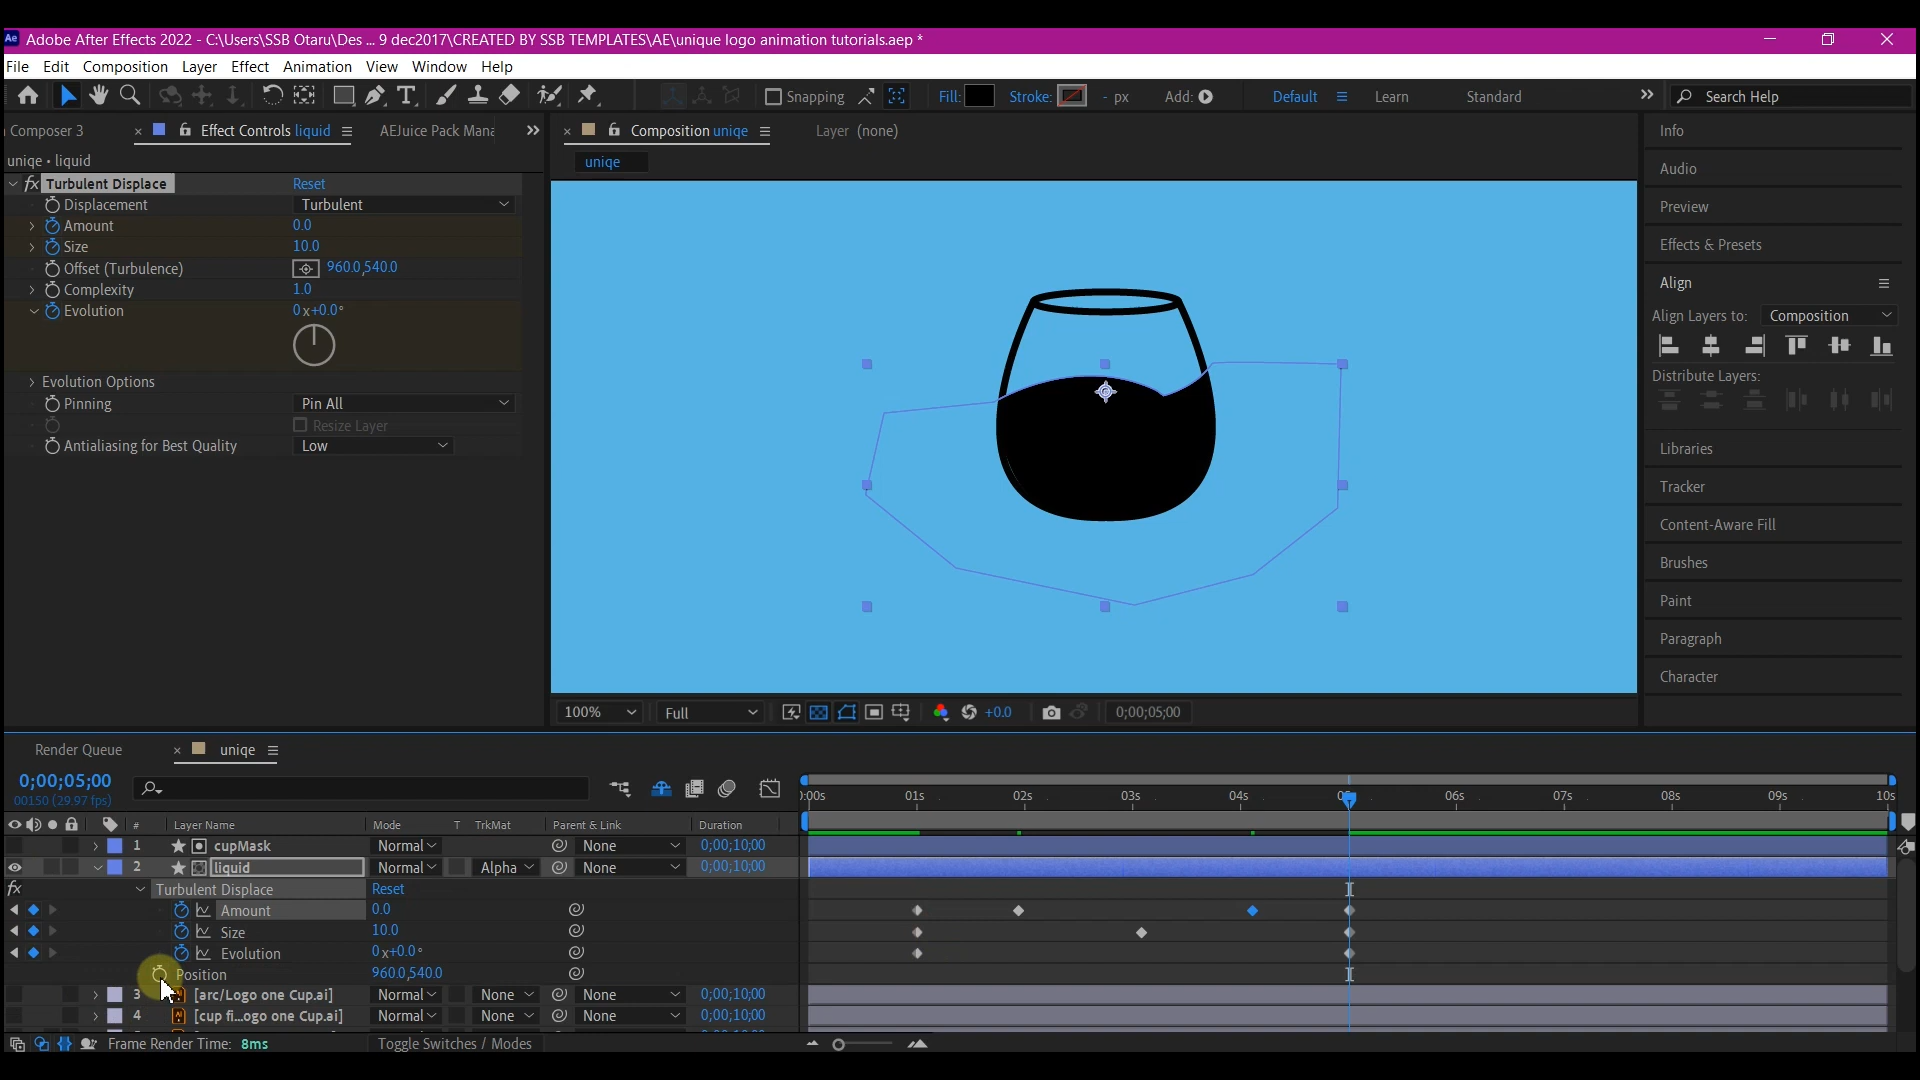 Ae Adobe After Effects 2022 - C:\Users\SSB Otaru\Des ... 9 dec2017\CREATED BY SSB TEMPLATES\AE\unique logo animation tutorials.aep *
File Edit Composition Layer Effect Animation View Window Help
Snapping Fill: Stroke: - px Add: Default Learn Standard Search Help
Composer 3 Effect Controls liquid AEJuice Pack Mana Composition uniqe Layer (none) Info
uniqe • liquid uniqe
fx Turbulent Displace Reset
Displacement Turbulent
Amount 0.0
Size 10.0
Offset (Turbulence) 960.0,540.0
Complexity 1.0
Evolution 0x+0.0°
Evolution Options
Pinning Pin All
Resize Layer
Antialiasing for Best Quality Low
Audio
Preview
Effects & Presets
Align
Align Layers to: Composition
Distribute Layers:
Libraries
Tracker
Content-Aware Fill
Brushes
Paint
Paragraph
Character
100% Full +0.0 0;00;05;00
Render Queue uniqe
0;00;05;00
00150 (29.97 fps)
:00s 01s 02s 03s 04s 05s 06s 07s 08s 09s 10s
# Layer Name Mode T TrkMat Parent & Link Duration
1 cupMask Normal None 0;00;10;00
2 liquid Normal Alpha None 0;00;10;00
fx Turbulent Displace Reset
Amount 0.0
Size 10.0
Evolution 0x+0.0°
Position 960.0,540.0
3 [arc/Logo one Cup.ai] Normal None None 0;00;10;00
4 [cup fi...ogo one Cup.ai] Normal None None 0;00;10;00
Frame Render Time: 8ms Toggle Switches / Modes